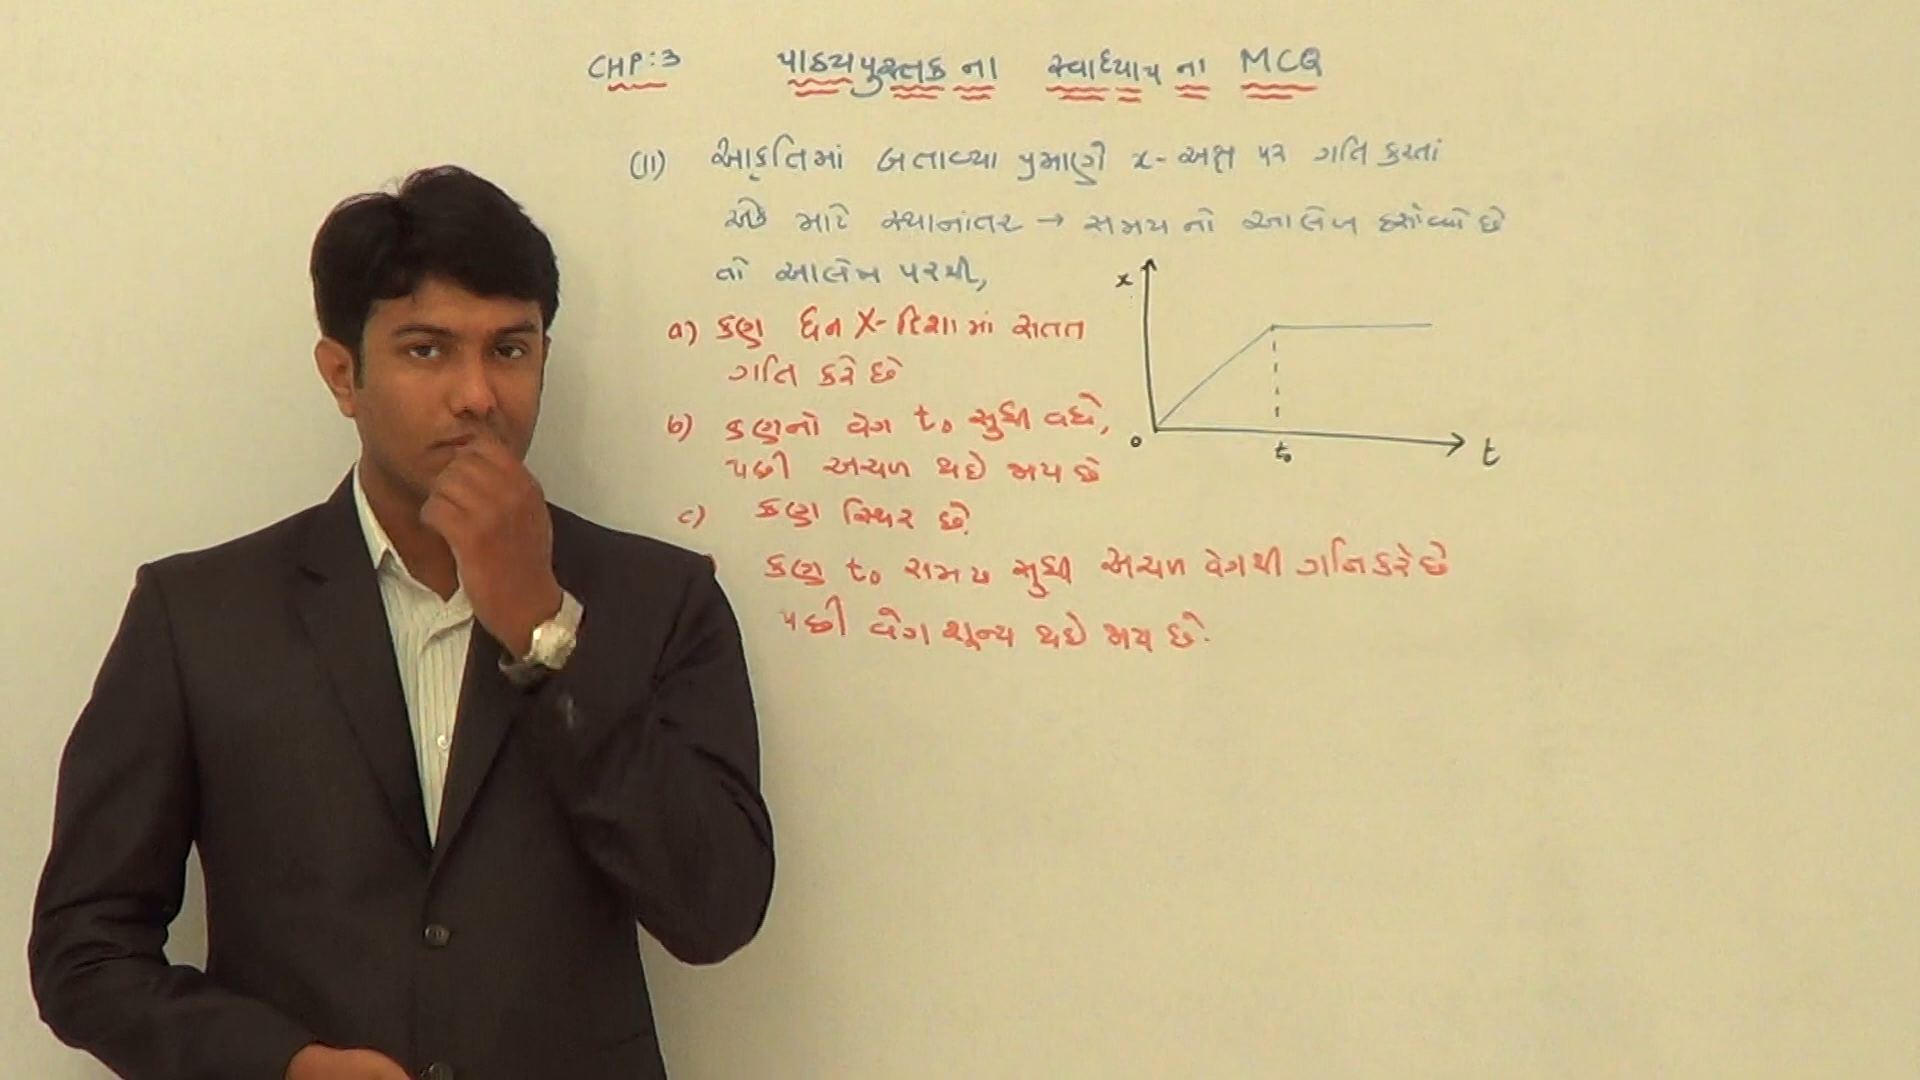 CHP:3 પાઠ્યપુસ્તક ના સ્વાધ્યાય ના MCQ
(11) આકૃતિમાં બતાવ્યા પ્રમાણે x-અક્ષ પર ગતિ કરતાં
માટે સ્થાનાંતર → સમય નો આલેખ દર્શાવ્યો છે
તો આલેખ પરથી,
x
a) કણ ધન X-દિશામાં સતત
ગતિ કરે છે
b) કણનો વેગ t₀ સુધી વધે,
પછી અચળ થઇ જાય છે
0 t₀ t
c) કણ સ્થિર છે.
કણ t₀ સમય સુધી અચળ વેગથી ગતિ કરે છે
પછી વેગ શૂન્ય થઇ જાય છે.